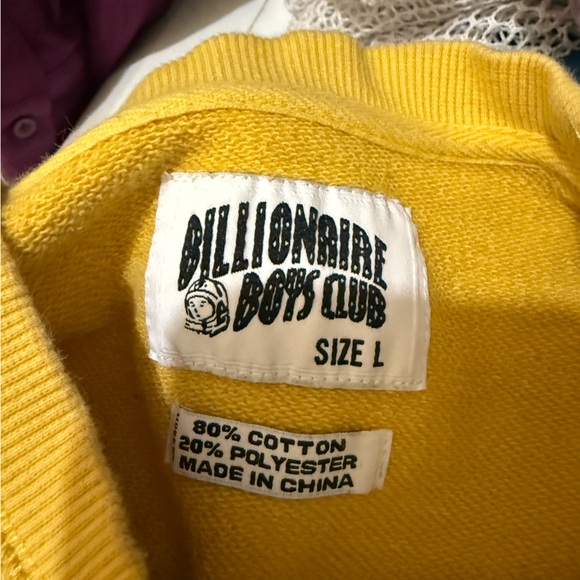 BILLIONAIRE
BOYS CLUB
SIZE L
80% COTTON
20% POLYESTER
MADE IN CHINA